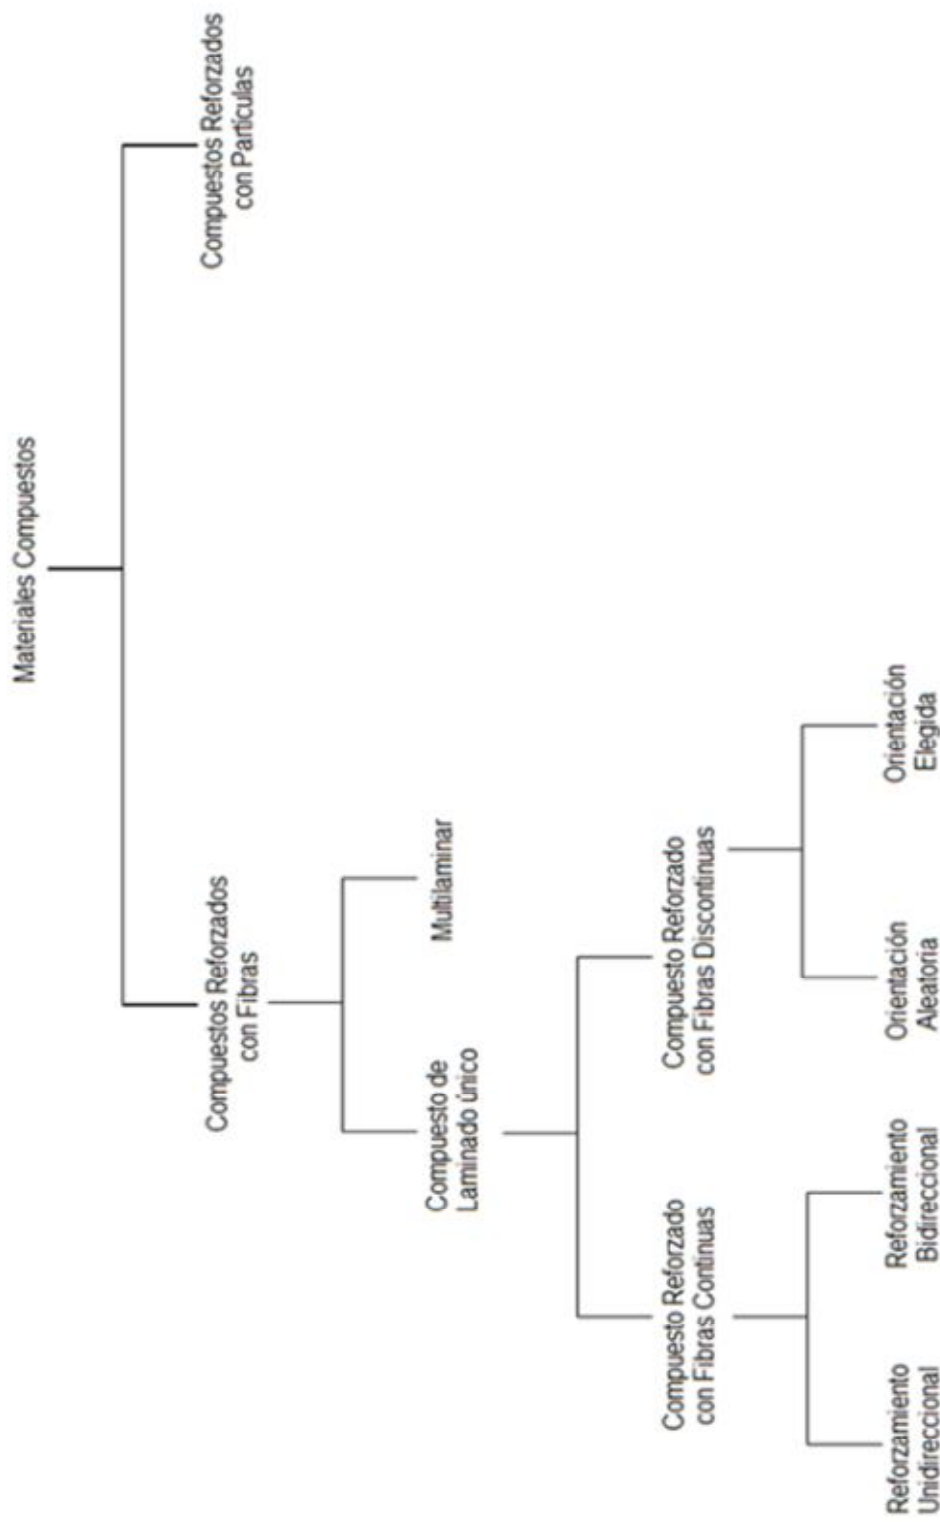 Materiales Compuestos
Compuestos Reforzados
con Fibras
Compuestos Reforzados
con Partículas
Compuesto de
Laminado único
Multilaminar
Compuesto Reforzado
con Fibras Continuas
Compuesto Reforzado
con Fibras Discontinuas
Reforzamiento
Unidireccional
Reforzamiento
Bidireccional
Orientación
Aleatoria
Orientación
Elegida